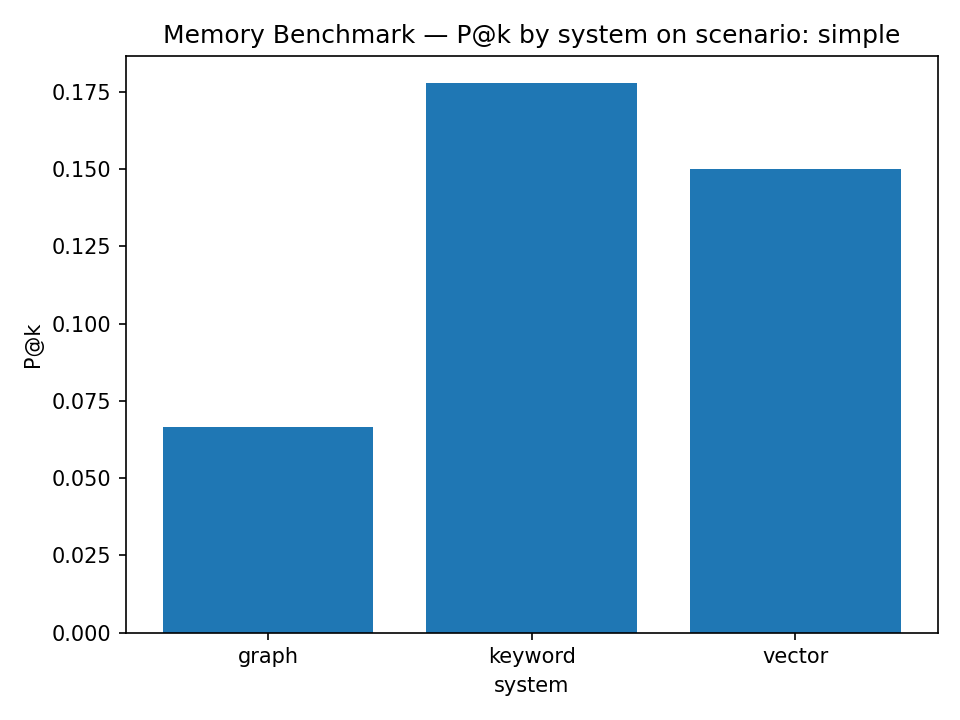 Memory Benchmark — P@k by system on scenario: simple
P@k
0.175
0.150
0.125
0.100
0.075
0.050
0.025
0.000
graph keyword vector
system